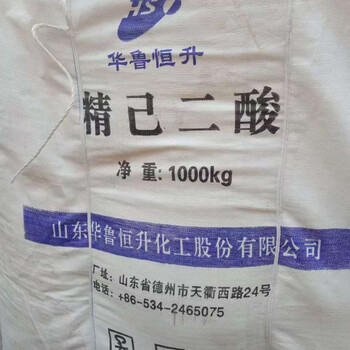 HS
华鲁恒升
精己二酸
净 重: 1000kg
山东华鲁恒升化工股份有限公司
厂址: 山东省德州市天衢西路24号
电话: +86-534-2465075